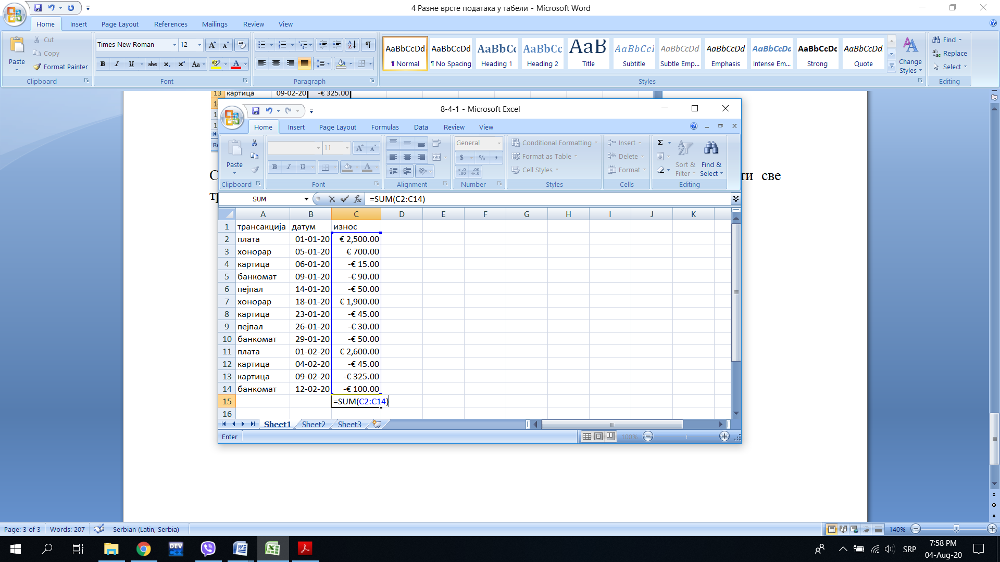 4 Разне врсте података у табели - Microsoft Word
Home Insert Page Layout References Mailings Review View
Paste
Cut
Copy
Format Painter
Clipboard
Times New Roman 12
Font
Paragraph
AaBbCcDd AaBbCcDd AaBbCc AaBbCc AaB AaBbCcI AaBbCcDd AaBbCcDd AaBbCcDc AaBbCcDc AaBbCcDd
¶ Normal ¶ No Spacing Heading 1 Heading 2 Title Subtitle Subtle Emp... Emphasis Intense Em... Strong Quote
Change Styles
Styles
Find
Replace
Select
Editing
13 картица 09-02-20 -€ 325.00
8-4-1 - Microsoft Excel
Home Insert Page Layout Formulas Data Review View
Paste
Clipboard
11
Font
Alignment
General
$ % ,
Number
Conditional Formatting
Format as Table
Cell Styles
Styles
Insert
Delete
Format
Cells
Σ
Sort & Filter
Find & Select
Editing
ти све
SUM =SUM(C2:C14)
A B C D E F G H I J K
1 трансакција датум износ
2 плата 01-01-20 € 2,500.00
3 хонорар 05-01-20 € 700.00
4 картица 06-01-20 -€ 15.00
5 банкомат 09-01-20 -€ 90.00
6 пејпал 14-01-20 -€ 50.00
7 хонорар 18-01-20 € 1,900.00
8 картица 23-01-20 -€ 45.00
9 пејпал 26-01-20 -€ 30.00
10 банкомат 29-01-20 -€ 50.00
11 плата 01-02-20 € 2,600.00
12 картица 04-02-20 -€ 45.00
13 картица 09-02-20 -€ 325.00
14 банкомат 12-02-20 -€ 100.00
15 =SUM(C2:C14)
16
Sheet1 Sheet2 Sheet3
Enter 100%
Page: 3 of 3 Words: 207 Serbian (Latin, Serbia) 140%
DEV
SRP
7:58 PM
04-Aug-20